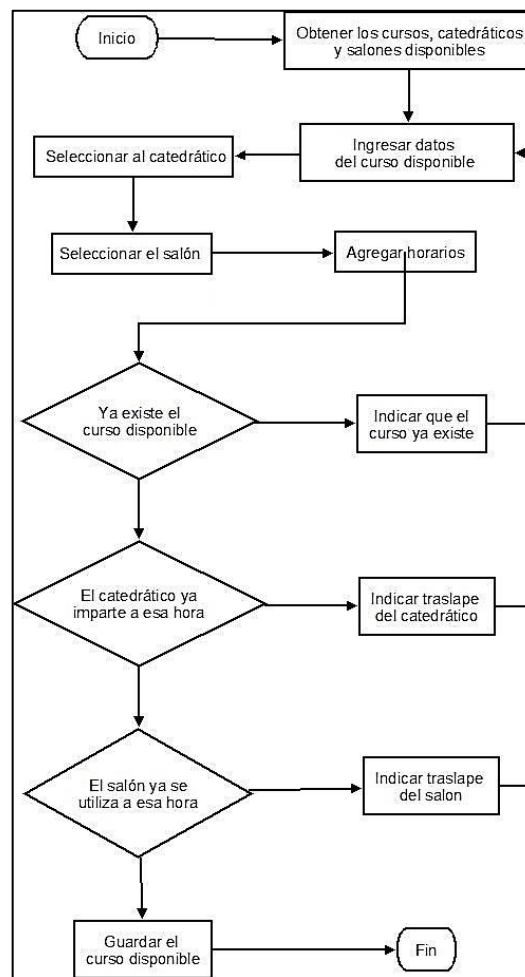 Inicio
Obtener los cursos, catedráticos
y salones disponibles
Ingresar datos
del curso disponible
Seleccionar al catedrático
Seleccionar el salón
Agregar horarios
Ya existe el
curso disponible
Indicar que el
curso ya existe
El catedrático ya
imparte a esa hora
Indicar traslape
del catedrático
El salón ya se
utiliza a esa hora
Indicar traslape
del salon
Guardar el
curso disponible
Fin